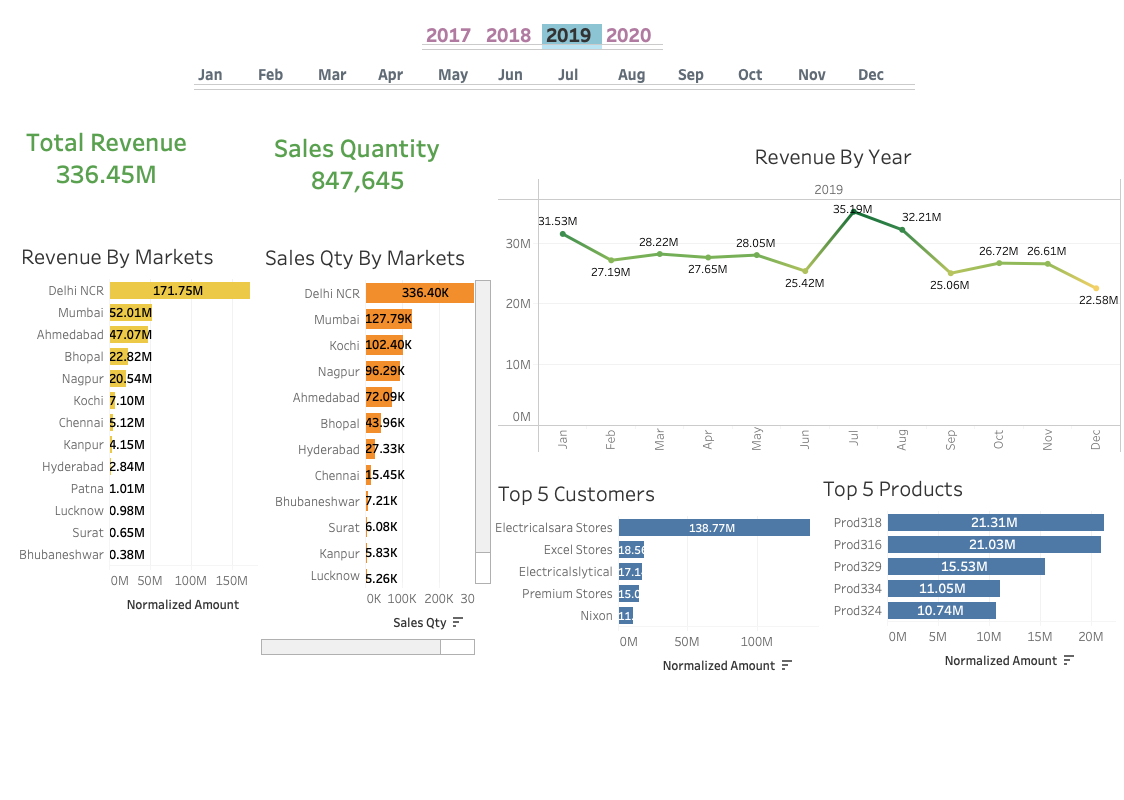 2017 2018 2019 2020
Jan Feb Mar Apr May Jun Jul Aug Sep Oct Nov Dec
Total Revenue
336.45M
Sales Quantity
847,645
Revenue By Markets
Delhi NCR 171.75M
Mumbai 52.01M
Ahmedabad 47.07M
Bhopal 22.82M
Nagpur 20.54M
Kochi 7.10M
Chennai 5.12M
Kanpur 4.15M
Hyderabad 2.84M
Patna 1.01M
Lucknow 0.98M
Surat 0.65M
Bhubaneshwar 0.38M
0M 50M 100M 150M
Normalized Amount
Sales Qty By Markets
Delhi NCR 336.40K
Mumbai 127.79K
Kochi 102.40K
Nagpur 96.29K
Ahmedabad 72.09K
Bhopal 43.96K
Hyderabad 27.33K
Chennai 15.45K
Bhubaneshwar 7.21K
Surat 6.08K
Kanpur 5.83K
Lucknow 5.26K
0K 100K 200K 30
Sales Qty
Revenue By Year
2019
31.53M 27.19M 28.22M 27.65M 28.05M 25.42M 35.19M 32.21M 25.06M 26.72M 26.61M 22.58M
30M
20M
10M
0M
Jan Feb Mar Apr May Jun Jul Aug Sep Oct Nov Dec
Top 5 Customers
Electricalsara Stores 138.77M
Excel Stores 18.5
Electricalslytical 17.1
Premium Stores 15.0
Nixon 11.
0M 50M 100M
Normalized Amount
Top 5 Products
Prod318 21.31M
Prod316 21.03M
Prod329 15.53M
Prod334 11.05M
Prod324 10.74M
0M 5M 10M 15M 20M
Normalized Amount